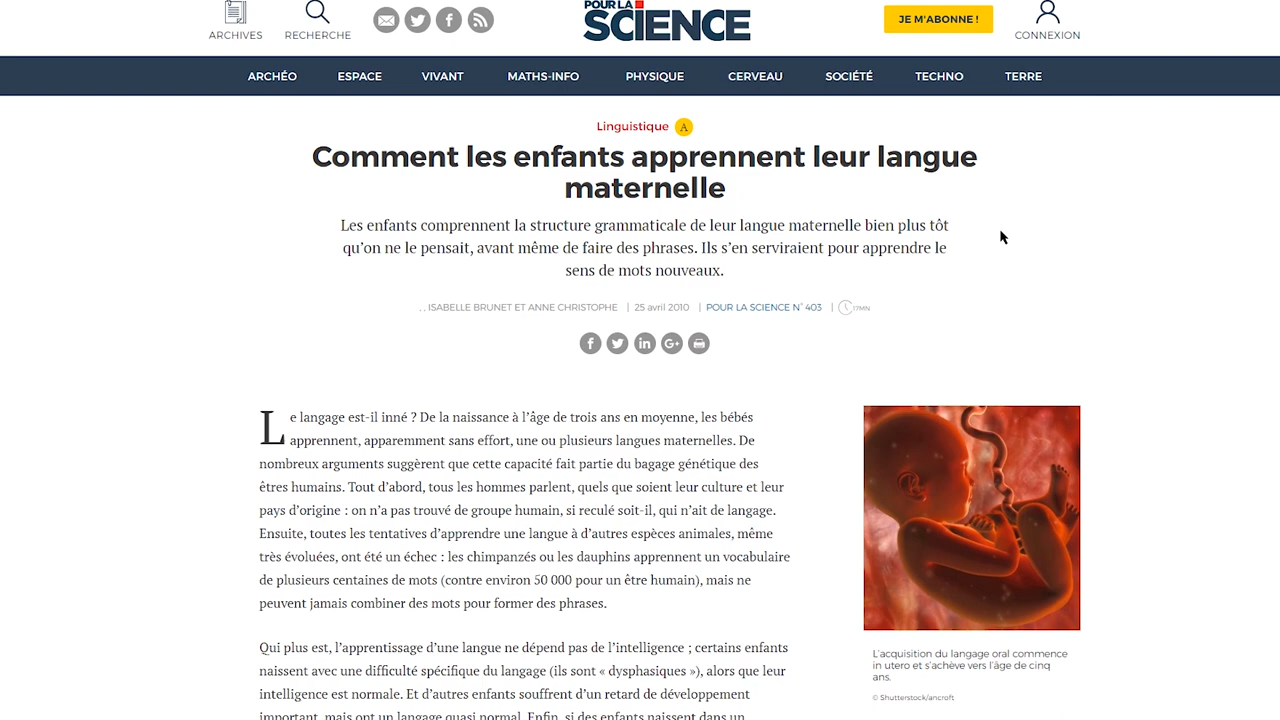 POUR LA
SCIENCE
ARCHIVES
RECHERCHE
JE M'ABONNE !
CONNEXION
ARCHÉO
ESPACE
VIVANT
MATHS-INFO
PHYSIQUE
CERVEAU
SOCIÉTÉ
TECHNO
TERRE
Linguistique A
Comment les enfants apprennent leur langue
maternelle
Les enfants comprennent la structure grammaticale de leur langue maternelle bien plus tôt
qu’on ne le pensait, avant même de faire des phrases. Ils s’en serviraient pour apprendre le
sens de mots nouveaux.
, , ISABELLE BRUNET ET ANNE CHRISTOPHE | 25 avril 2010 | POUR LA SCIENCE N° 403 | 17MN
Le langage est-il inné ? De la naissance à l’âge de trois ans en moyenne, les bébés
apprennent, apparemment sans effort, une ou plusieurs langues maternelles. De
nombreux arguments suggèrent que cette capacité fait partie du bagage génétique des
êtres humains. Tout d’abord, tous les hommes parlent, quels que soient leur culture et leur
pays d’origine : on n’a pas trouvé de groupe humain, si reculé soit-il, qui n’ait de langage.
Ensuite, toutes les tentatives d’apprendre une langue à d’autres espèces animales, même
très évoluées, ont été un échec : les chimpanzés ou les dauphins apprennent un vocabulaire
de plusieurs centaines de mots (contre environ 50 000 pour un être humain), mais ne
peuvent jamais combiner des mots pour former des phrases.
Qui plus est, l’apprentissage d’une langue ne dépend pas de l’intelligence ; certains enfants
naissent avec une difficulté spécifique du langage (ils sont « dysphasiques »), alors que leur
intelligence est normale. Et d’autres enfants souffrent d’un retard de développement
important, mais ont un langage quasi normal. Enfin, si des enfants naissent dans un
L’acquisition du langage oral commence
in utero et s’achève vers l’âge de cinq
ans.
© Shutterstock/ancroft